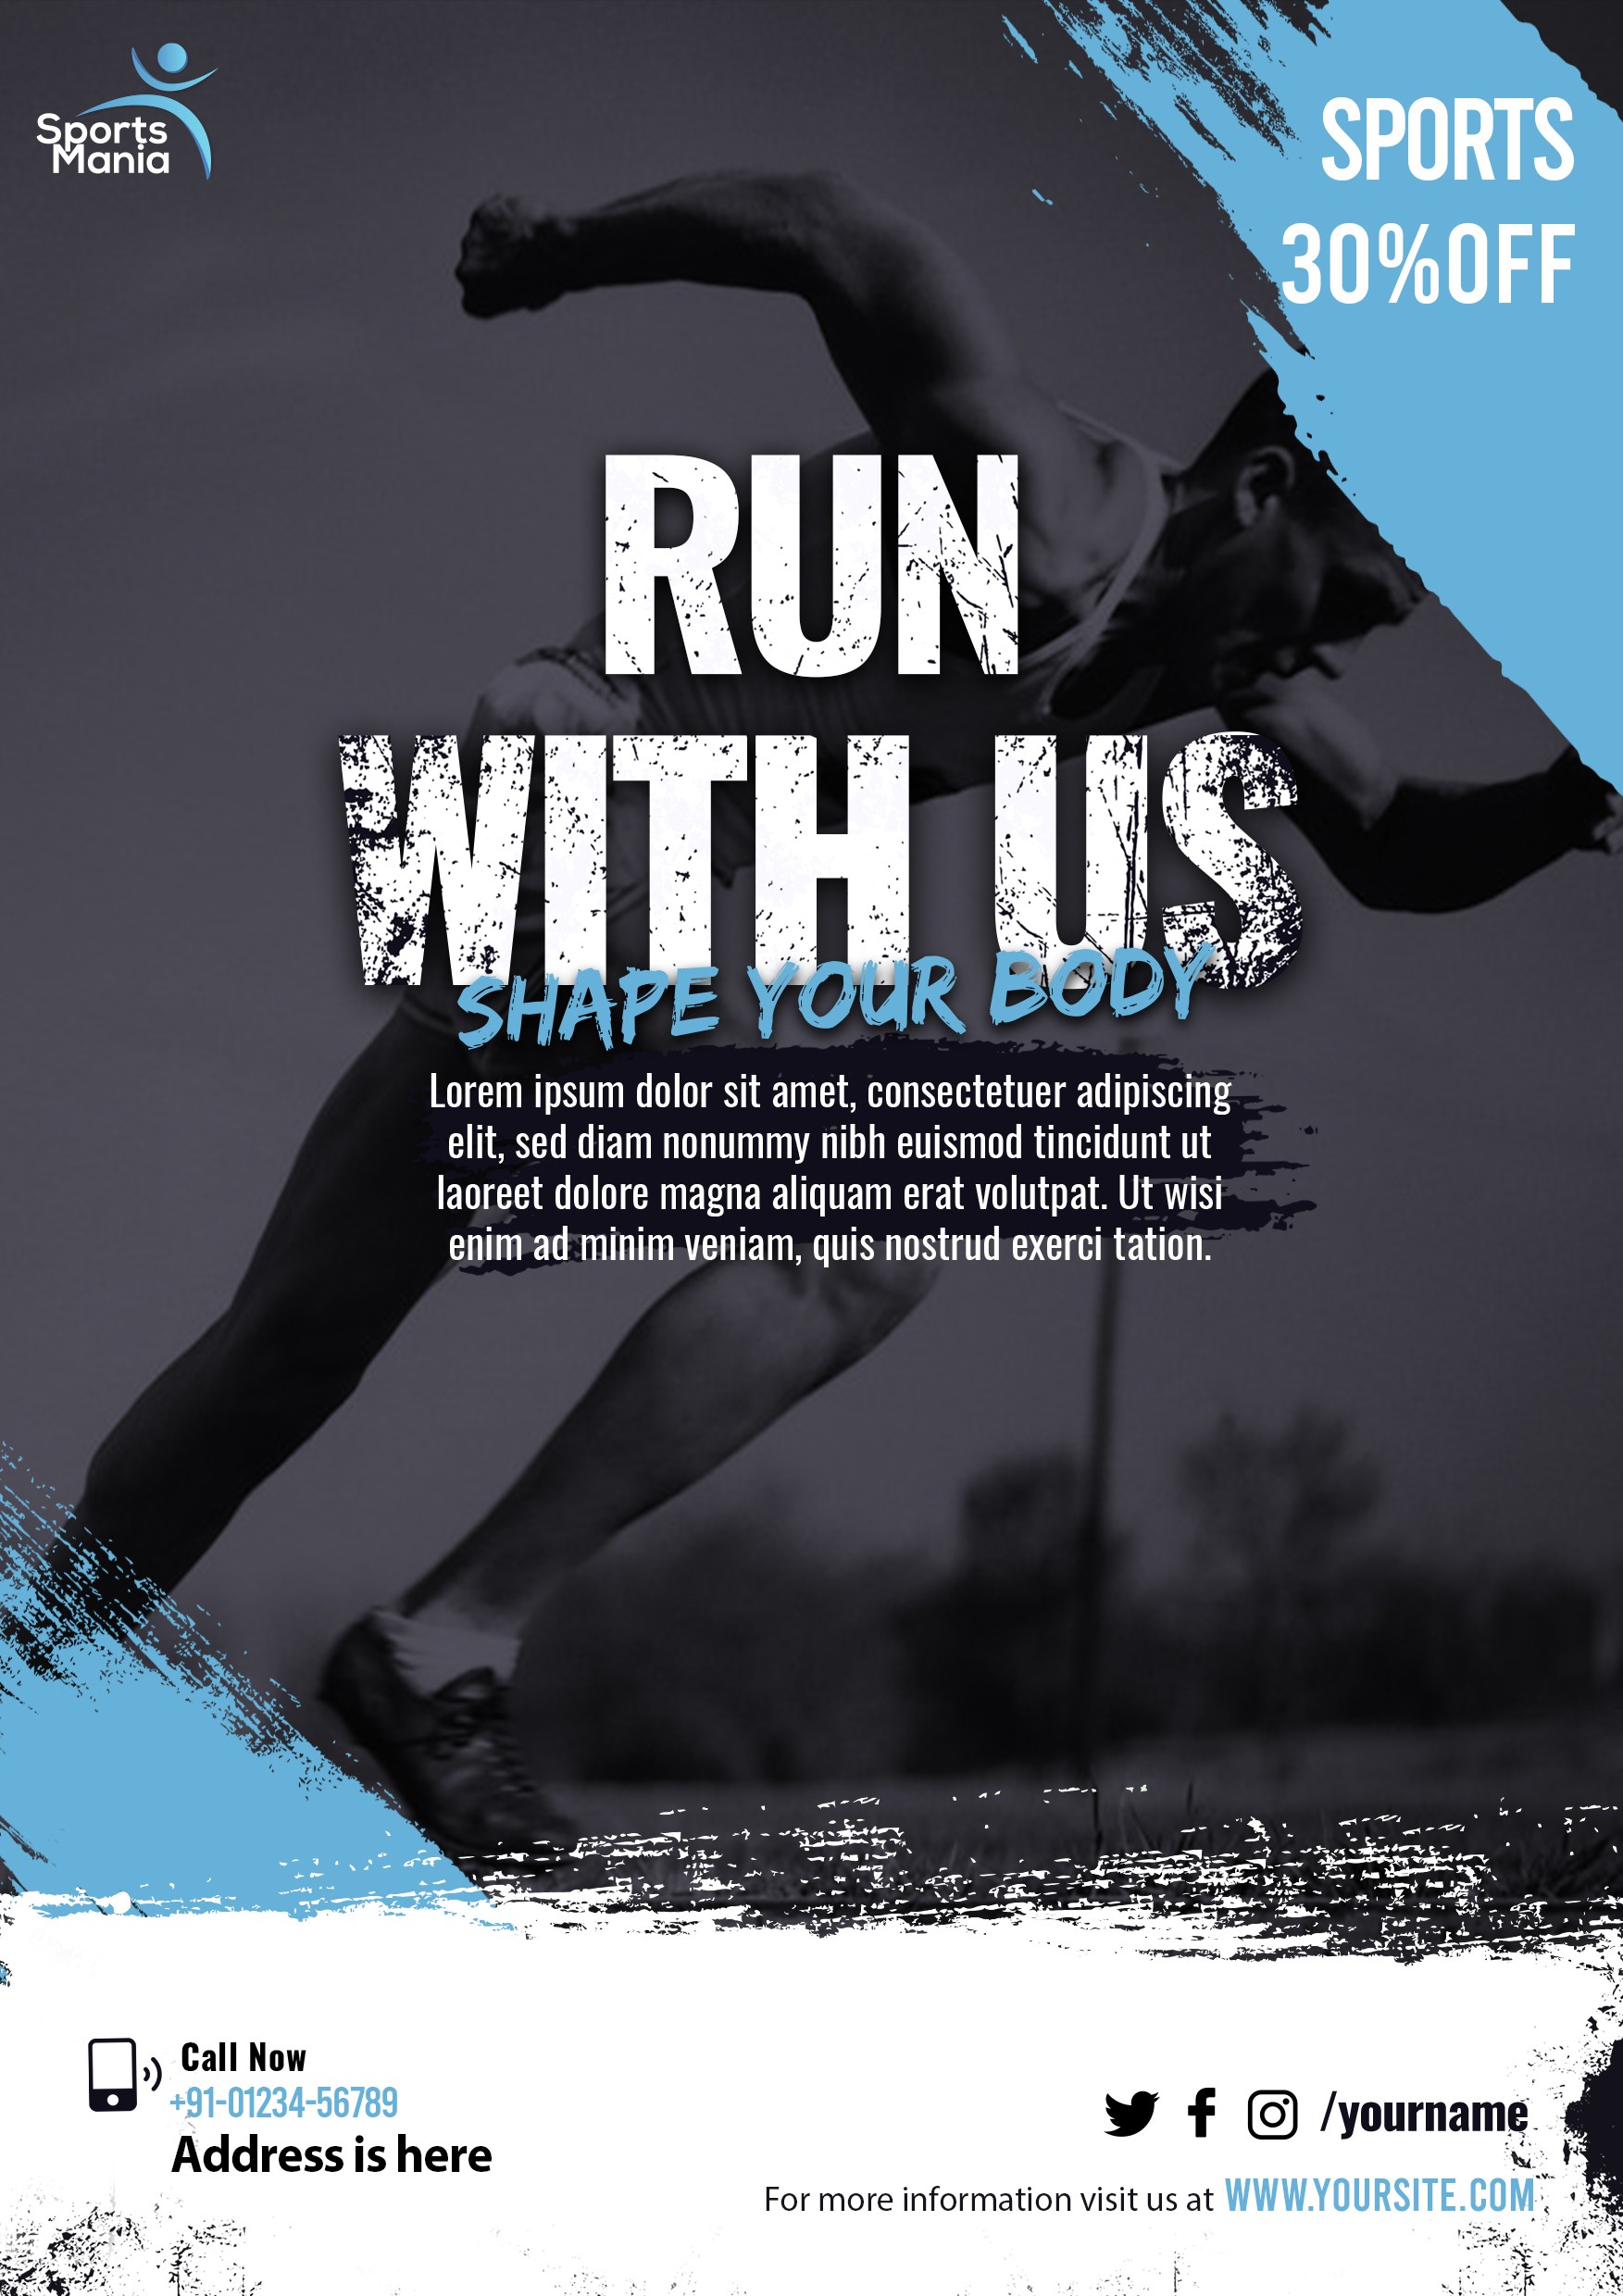 Sports
Mania
SPORTS
30%OFF
RUN
WITH US
SHAPE YOUR BODY
Lorem ipsum dolor sit amet, consectetuer adipiscing
elit, sed diam nonummy nibh euismod tincidunt ut
laoreet dolore magna aliquam erat volutpat. Ut wisi
enim ad minim veniam, quis nostrud exerci tation.
Call Now
+91-01234-56789
Address is here
/yourname
For more information visit us at WWW.YOURSITE.COM